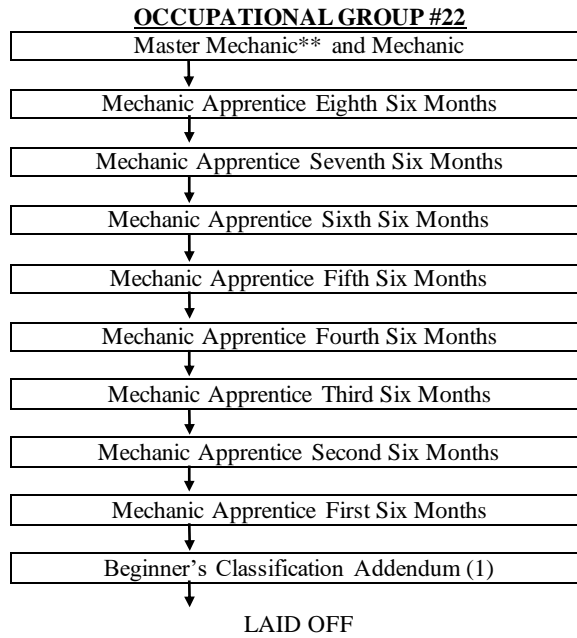 OCCUPATIONAL GROUP #22
Master Mechanic** and Mechanic
Mechanic Apprentice Eighth Six Months
Mechanic Apprentice Seventh Six Months
Mechanic Apprentice Sixth Six Months
Mechanic Apprentice Fifth Six Months
Mechanic Apprentice Fourth Six Months
Mechanic Apprentice Third Six Months
Mechanic Apprentice Second Six Months
Mechanic Apprentice First Six Months
Beginner’s Classification Addendum (1)
LAID OFF